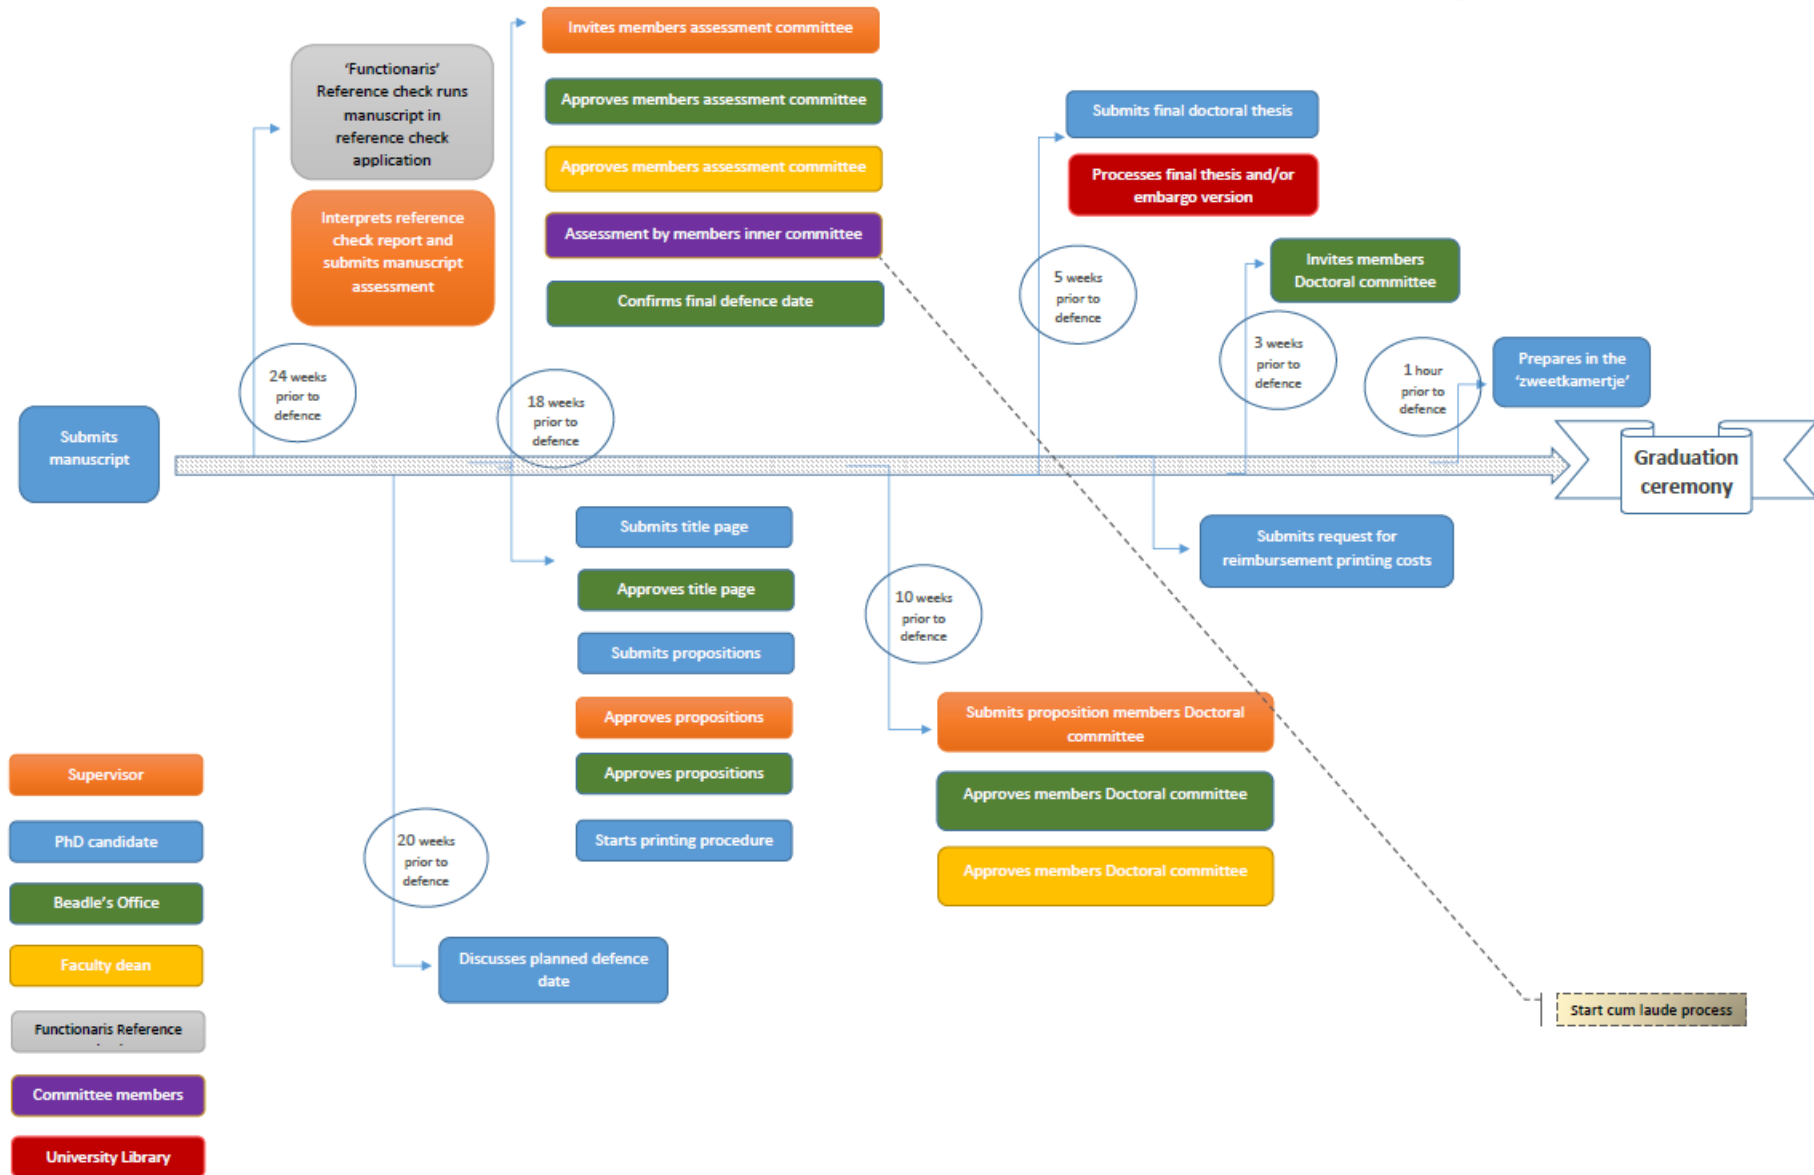 Invites members assessment committee
'Functionaris'
Reference check runs
manuscript in
reference check
application
Approves members assessment committee
Submits final doctoral thesis
Approves members assessment committee
Processes final thesis and/or
embargo version
Interprets reference
check report and
submits manuscript
assessment
Assessment by members inner committee
Invites members
Doctoral committee
5 weeks
prior to
defence
Confirms final defence date
3 weeks
prior to
defence
24 weeks
prior to
defence
1 hour
prior to
defence
Prepares in the
'zweetkamertje'
18 weeks
prior to
defence
Submits
manuscript
Graduation
ceremony
Submits title page
Submits request for
reimbursement printing costs
Approves title page
10 weeks
prior to
defence
Submits propositions
Approves propositions
Submits proposition members Doctoral
committee
Approves propositions
Approves members Doctoral committee
Starts printing procedure
20 weeks
prior to
defence
Approves members Doctoral committee
Discusses planned defence
date
Start cum laude process
Supervisor
PhD candidate
Beadle's Office
Faculty dean
Functionaris Reference
Committee members
University Library